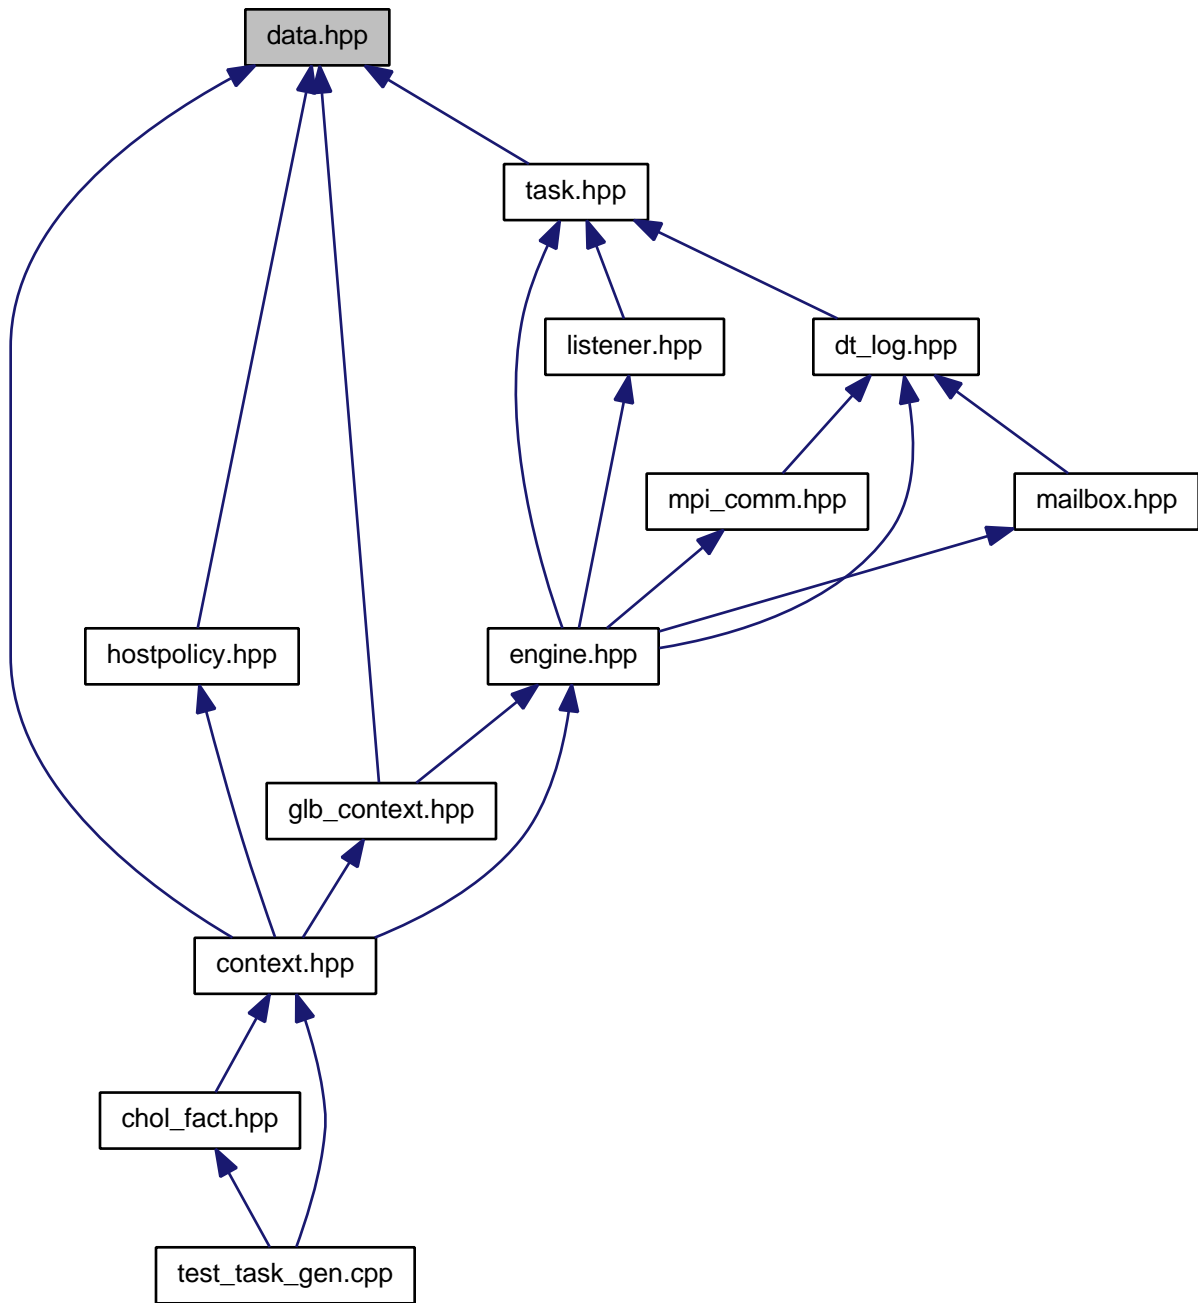 data.hpp
task.hpp
listener.hpp
dt_log.hpp
mpi_comm.hpp
mailbox.hpp
hostpolicy.hpp
engine.hpp
glb_context.hpp
context.hpp
chol_fact.hpp
test_task_gen.cpp